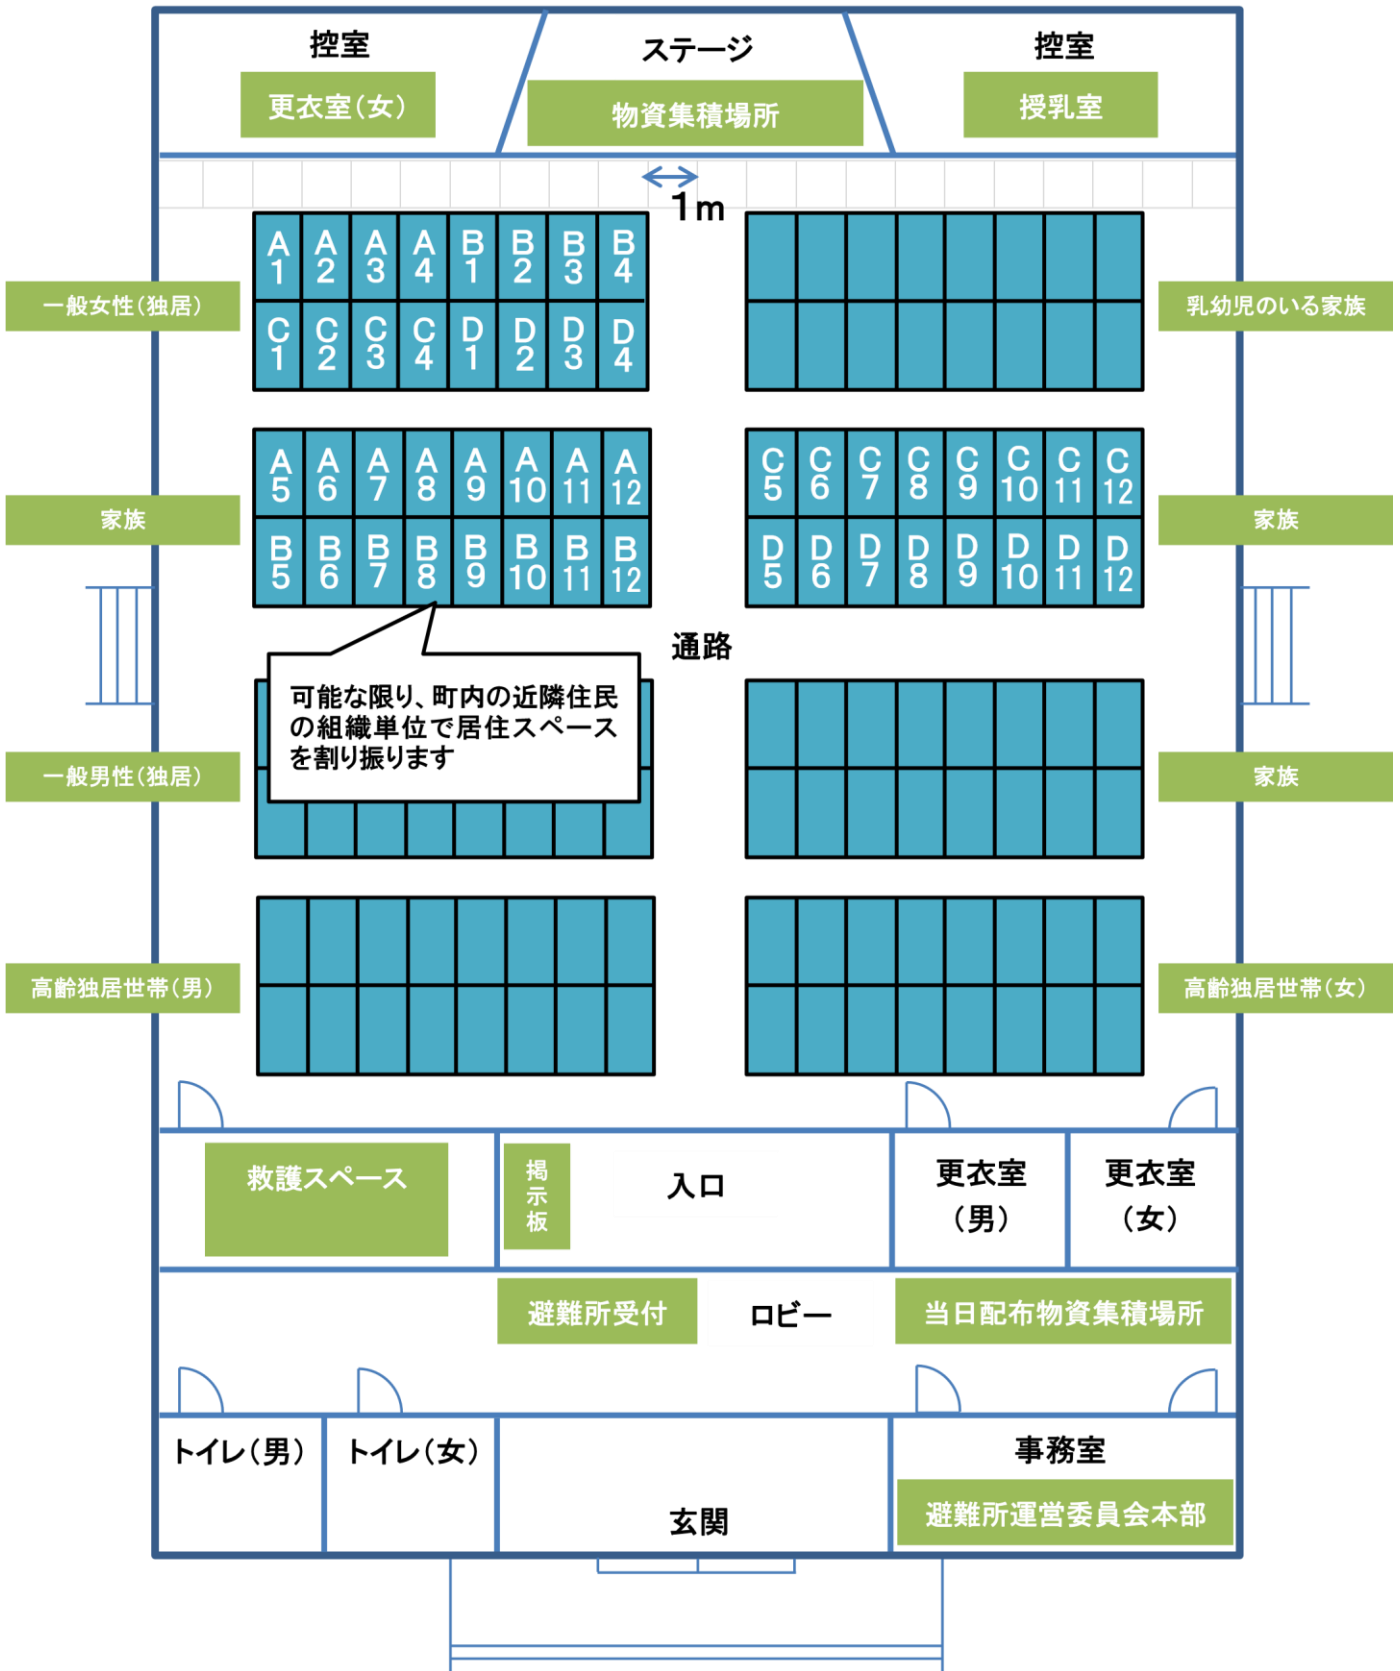 控室
ステージ
控室
更衣室(女)
物資集積場所
授乳室
1m
A1 A2 A3 A4 B1 B2 B3 B4
一般女性(独居)
乳幼児のいる家族
C1 C2 C3 C4 D1 D2 D3 D4
A5 A6 A7 A8 A9 A10 A11 A12
C5 C6 C7 C8 C9 C10 C11 C12
家族
家族
B5 B6 B7 B8 B9 B10 B11 B12
D5 D6 D7 D8 D9 D10 D11 D12
通路
可能な限り、町内の近隣住民
の組織単位で居住スペース
を割り振ります
一般男性(独居)
家族
高齢独居世帯(男)
高齢独居世帯(女)
救護スペース
掲示板
入口
更衣室
(男)
更衣室
(女)
避難所受付
ロビー
当日配布物資集積場所
トイレ(男)
トイレ(女)
玄関
事務室
避難所運営委員会本部